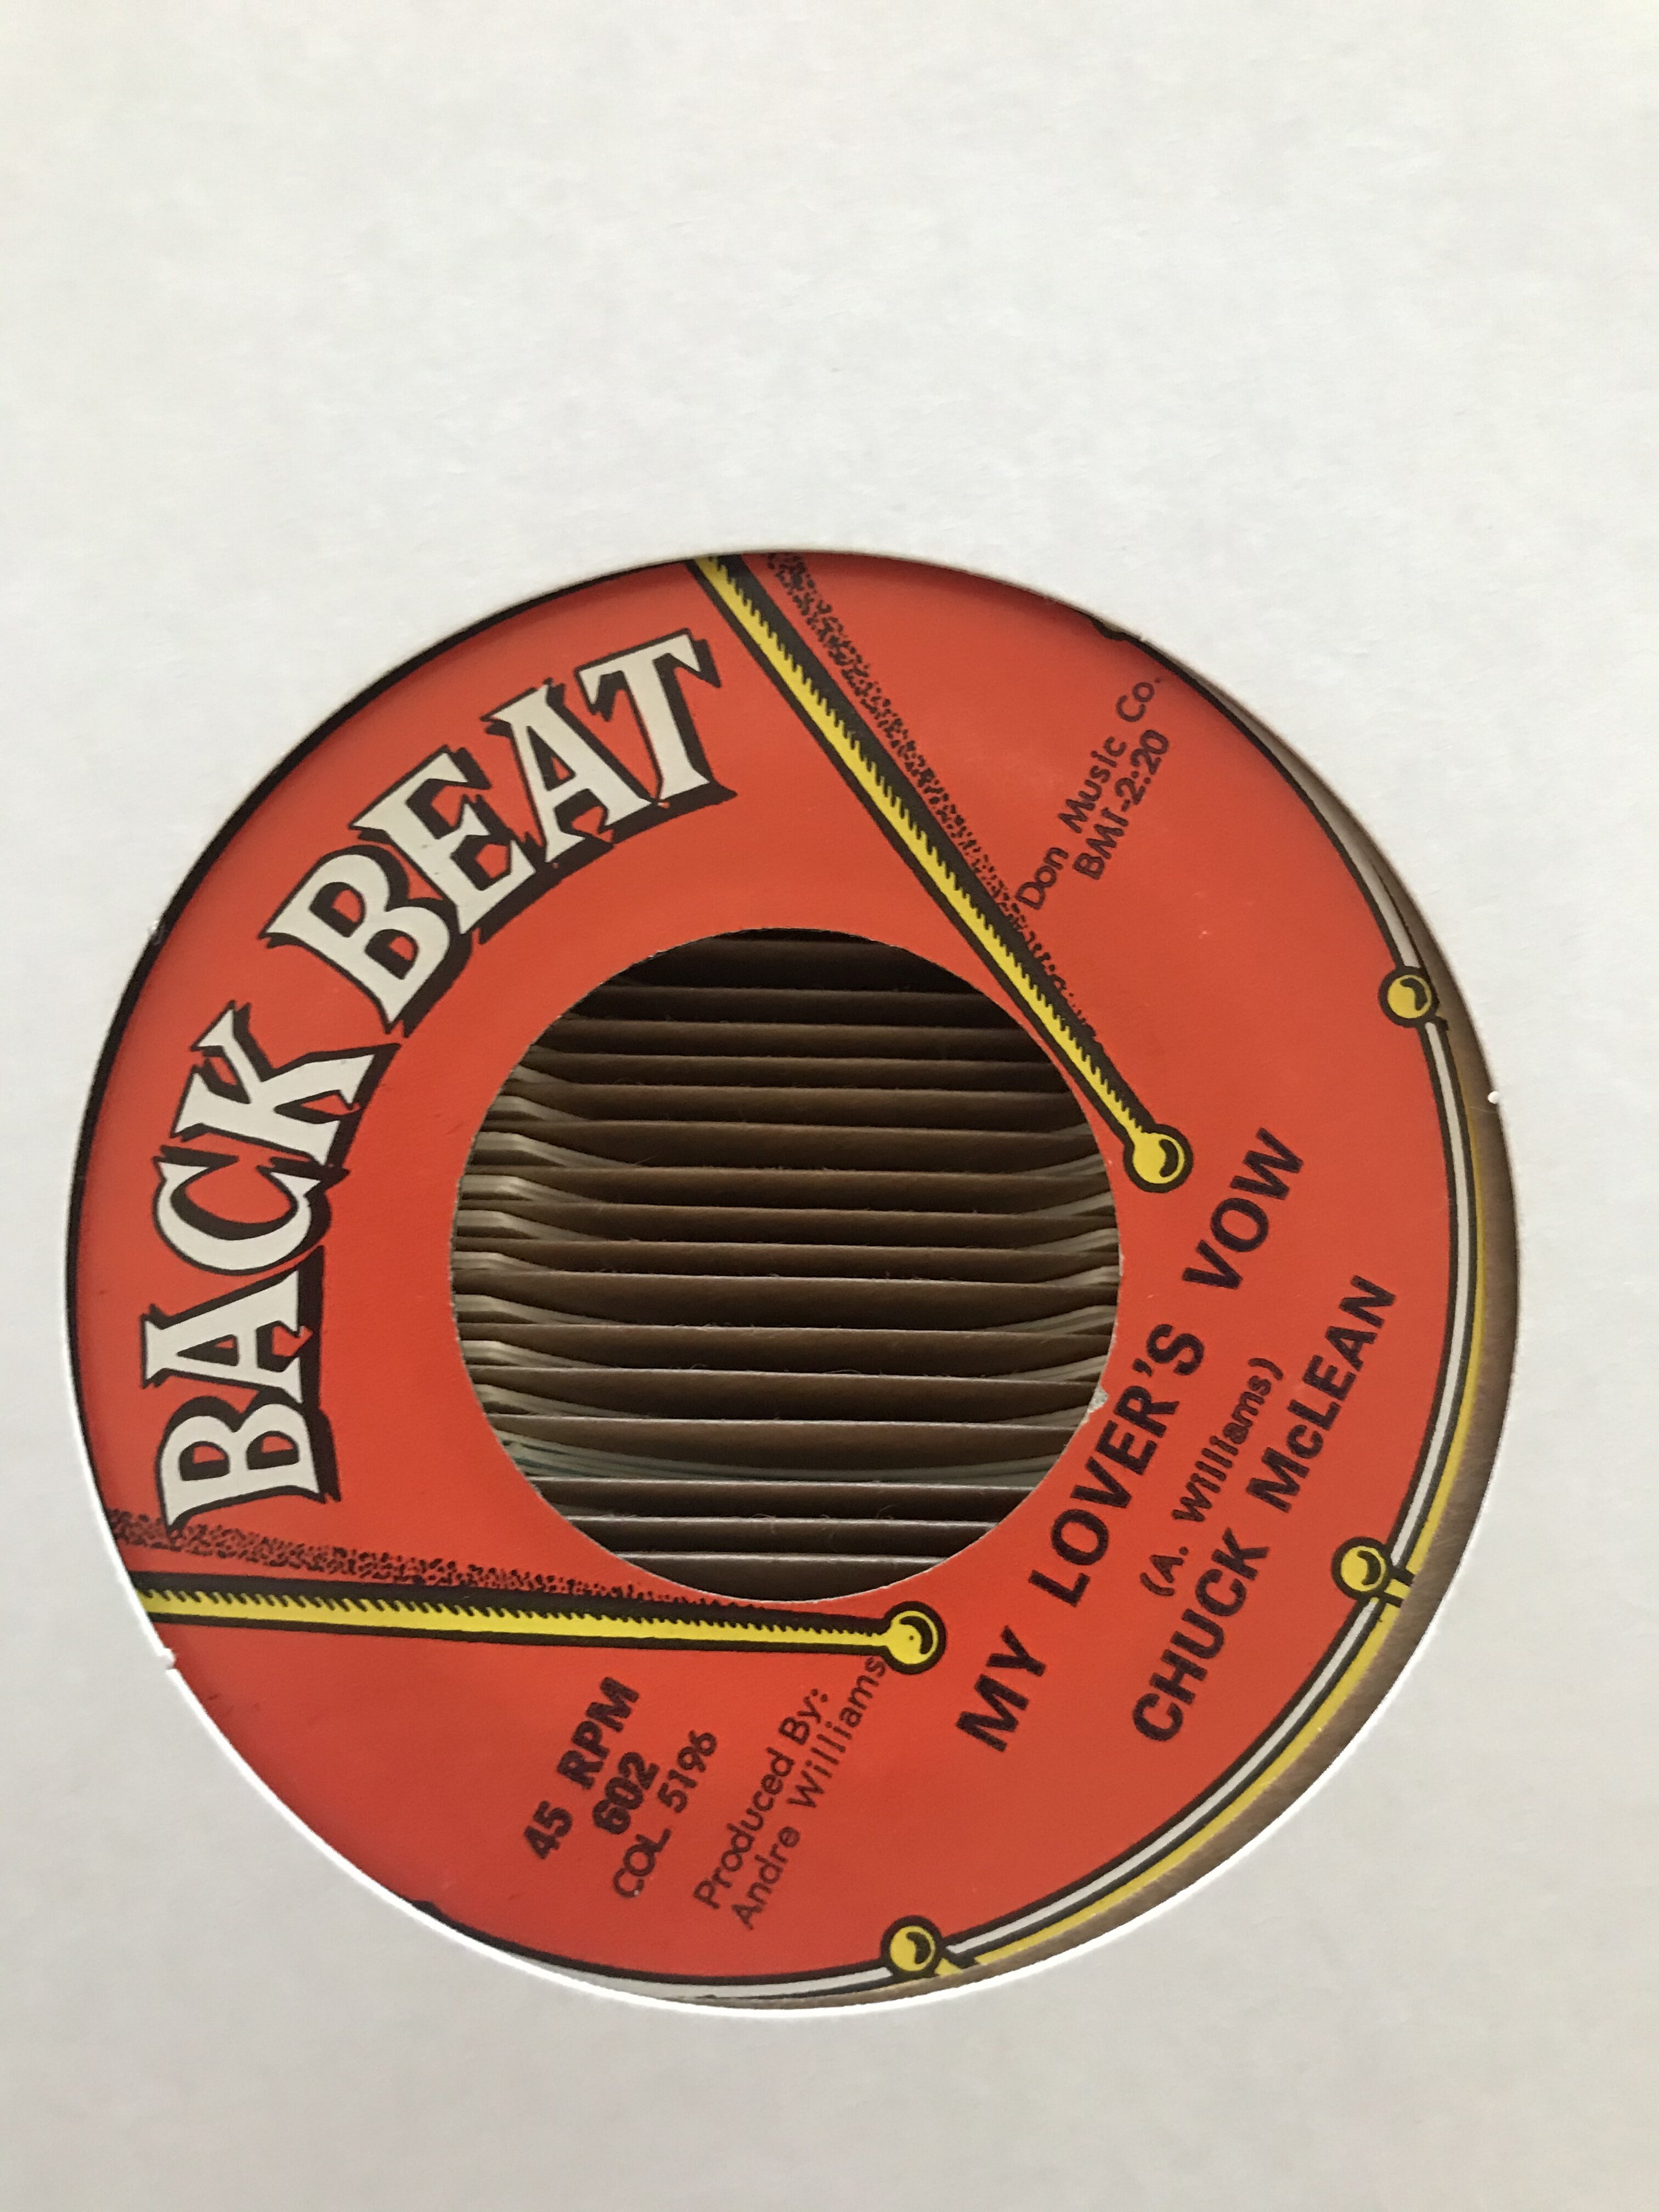 BACK BEAT
Don Music Co.
BMI-2:20
45 RPM
602
COL 5196
Produced By:
Andre Williams
MY LOVER'S VOW
(A. Williams)
CHUCK McLEAN